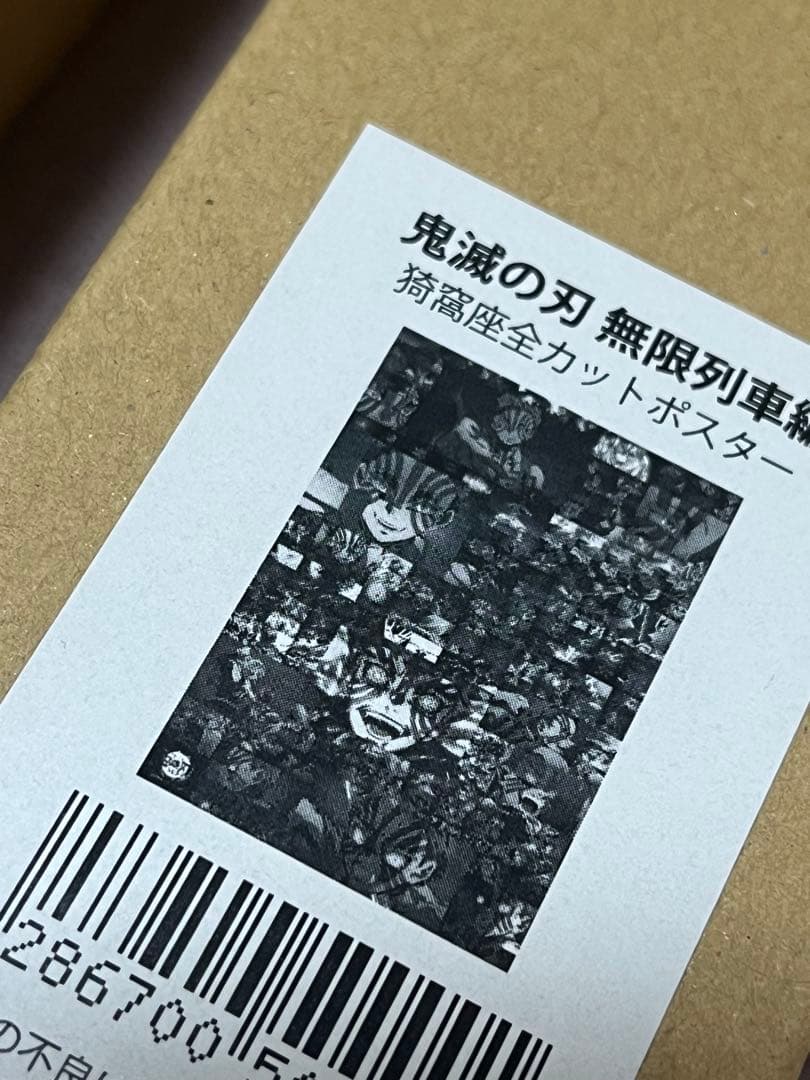 鬼滅の刃 無限列車編
猗窩座全カットポスター
286700
の不良